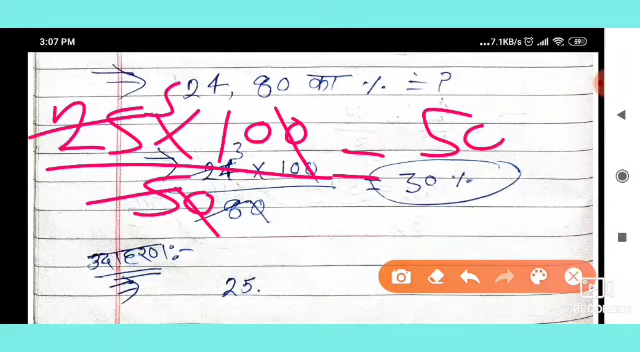 3:07 PM
...7.1KB/s 59
⇒ 24, 80 का % = ?
25 × 100 = 50
50
⇒ 24 3 × 100 = 30 %
80
उदाहरण:-
⇒ 25.